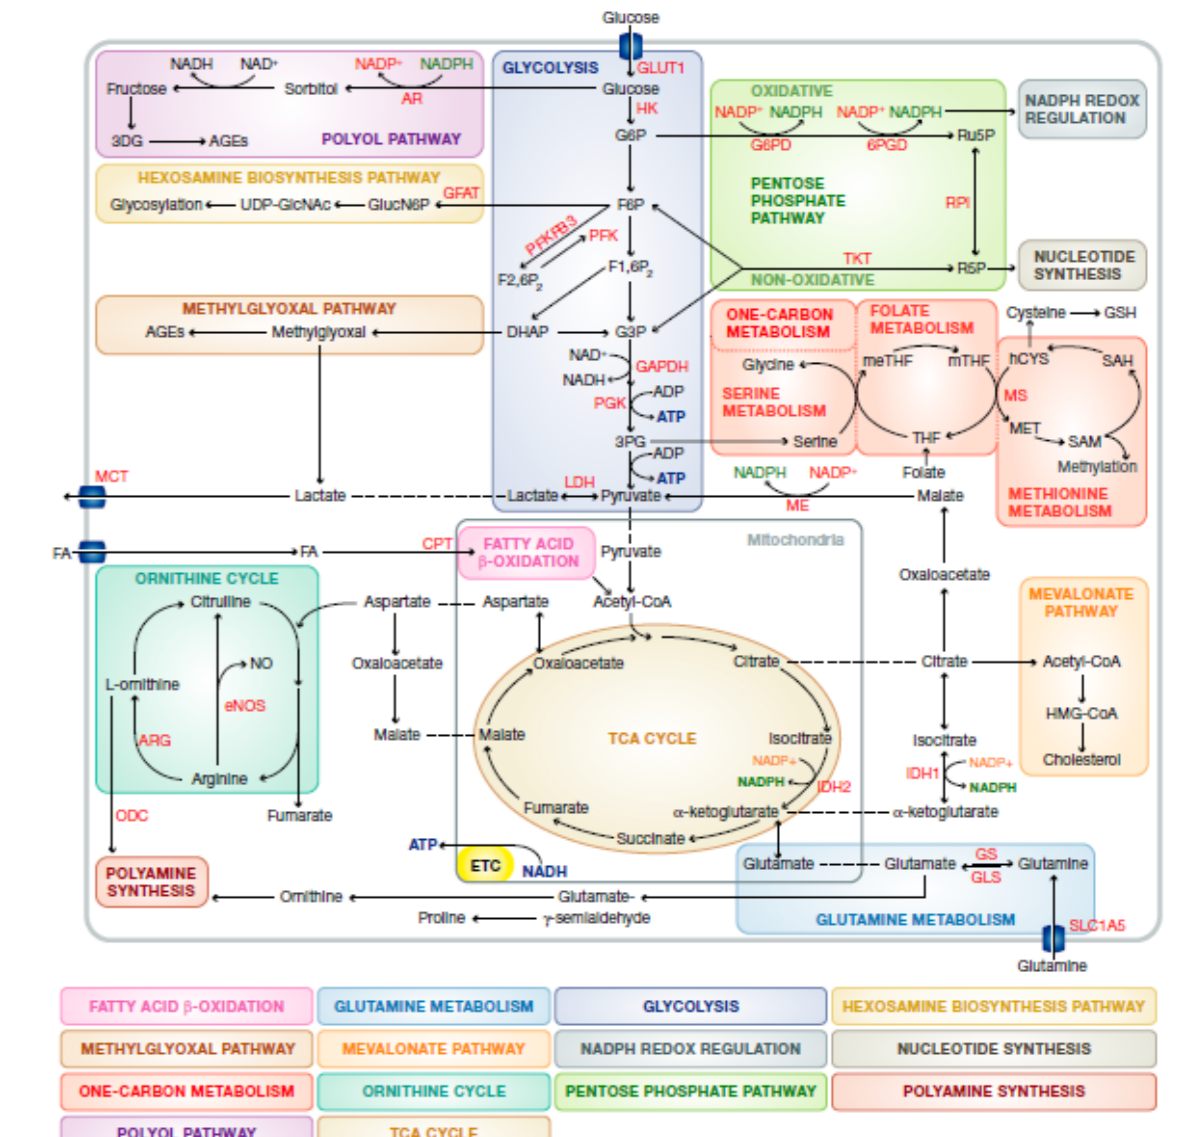 Glucose
NADH NAD+ NADP+ NADPH
Fructose Sorbitol
AR
3DG AGEs
POLYOL PATHWAY
GLYCOLYSIS
GLUT1
Glucose
HK
G6P
OXIDATIVE
NADP+ NADPH NADP+ NADPH
G6PD 6PGD
Ru5P
NADPH REDOX
REGULATION
PENTOSE
PHOSPHATE
PATHWAY
RPI
TKT
R5P
NON-OXIDATIVE
NUCLEOTIDE
SYNTHESIS
HEXOSAMINE BIOSYNTHESIS PATHWAY
Glycosylation UDP-GlcNAc GlucN6P
GFAT
F6P
PFKFB3
PFK
F2,6P2
F1,6P2
METHYLGLYOXAL PATHWAY
AGEs Methylglyoxal
DHAP G3P
NAD+
NADH
GAPDH
ADP
PGK
ATP
3PG
ADP
ATP
ONE-CARBON
METABOLISM
Glycine
SERINE
METABOLISM
Serine
FOLATE
METABOLISM
meTHF mTHF
THF
Folate
Cysteine GSH
hCYS SAH
MS
MET
SAM
Methylation
METHIONINE
METABOLISM
MCT
Lactate Lactate
LDH
Pyruvate
NADPH NADP+
ME
Malate
FA FA
CPT
FATTY ACID
β-OXIDATION
Pyruvate
Mitochondria
Oxaloacetate
ORNITHINE CYCLE
Citrulline
NO
L-ornithine
eNOS
ARG
Arginine
ODC
Fumarate
Aspartate Aspartate
Acetyl-CoA
Oxaloacetate
Malate Malate
Oxaloacetate
Citrate Citrate
TCA CYCLE
Isocitrate
NADP+
NADPH
IDH2
α-ketoglutarate
Fumarate
Succinate
Isocitrate
NADP+
IDH1
NADPH
α-ketoglutarate
MEVALONATE
PATHWAY
Acetyl-CoA
HMG-CoA
Cholesterol
ATP
ETC
NADH
POLYAMINE
SYNTHESIS
Ornithine Glutamate-
Proline γ-semialdehyde
Glutamate Glutamate
GS
GLS
Glutamine
GLUTAMINE METABOLISM
SLC1A5
Glutamine
FATTY ACID β-OXIDATION GLUTAMINE METABOLISM GLYCOLYSIS HEXOSAMINE BIOSYNTHESIS PATHWAY
METHYLGLYOXAL PATHWAY MEVALONATE PATHWAY NADPH REDOX REGULATION NUCLEOTIDE SYNTHESIS
ONE-CARBON METABOLISM ORNITHINE CYCLE PENTOSE PHOSPHATE PATHWAY POLYAMINE SYNTHESIS
POLYOL PATHWAY TCA CYCLE